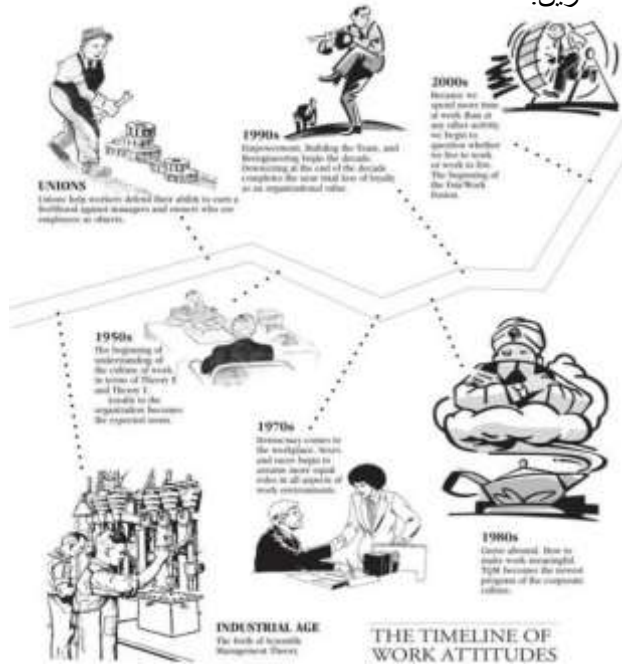 UNIONS
Unions help workers defend their ability to earn a
livelihood against managers and owners who see
employees as objects.
1990s
Empowerment, Building the Team, and
Reengineering begin the decade.
Downsizing at the end of the decade
completes the near total loss of loyalty
as an organizational value.
2000s
Because we
spend more time
at work than at
any other activity,
we begin to
question whether
we live to work
or work to live.
The beginning of
the
1950s
The beginning of
understanding of
the culture of work
in terms of Theory X
and Theory Y.
Loyalty to the
organization becomes
the expected norm.
1970s
Democracy comes to
the workplace. Sexes
and races begin to
assume more equal
roles in all aspects of
work environments.
1980s
Gurus abound. How to
make work meaningful.
TQM becomes the newest
program of the corporate
culture.
INDUSTRIAL AGE
The birth of Scientific
Management Theory.
THE TIMELINE OF
WORK ATTITUDES